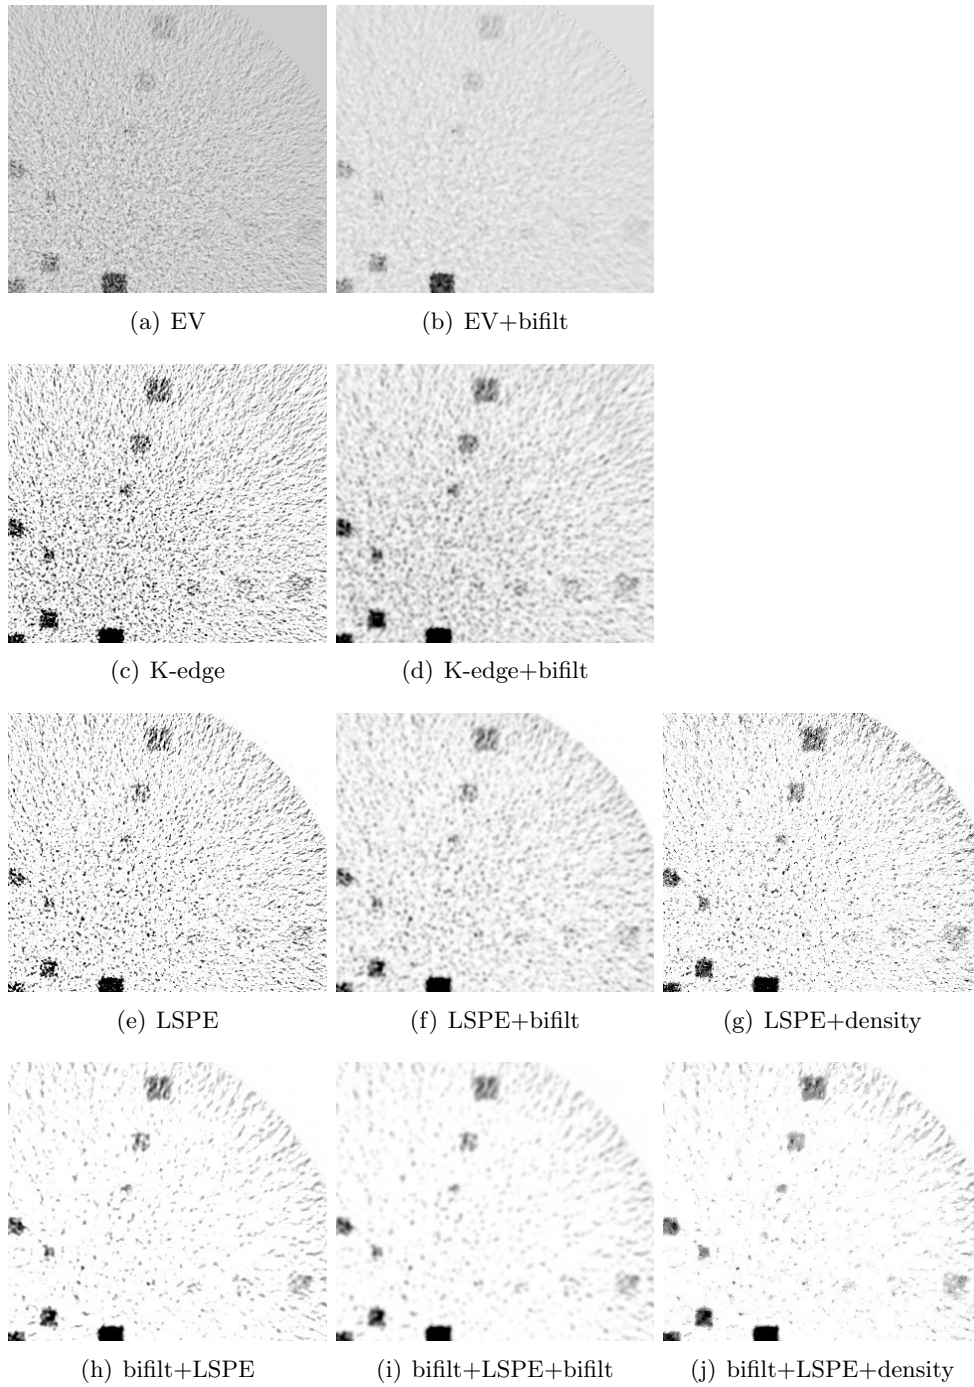 (a) EV
(b) EV+bifilt
(c) K-edge
(d) K-edge+bifilt
(e) LSPE
(f) LSPE+bifilt
(g) LSPE+density
(h) bifilt+LSPE
(i) bifilt+LSPE+bifilt
(j) bifilt+LSPE+density